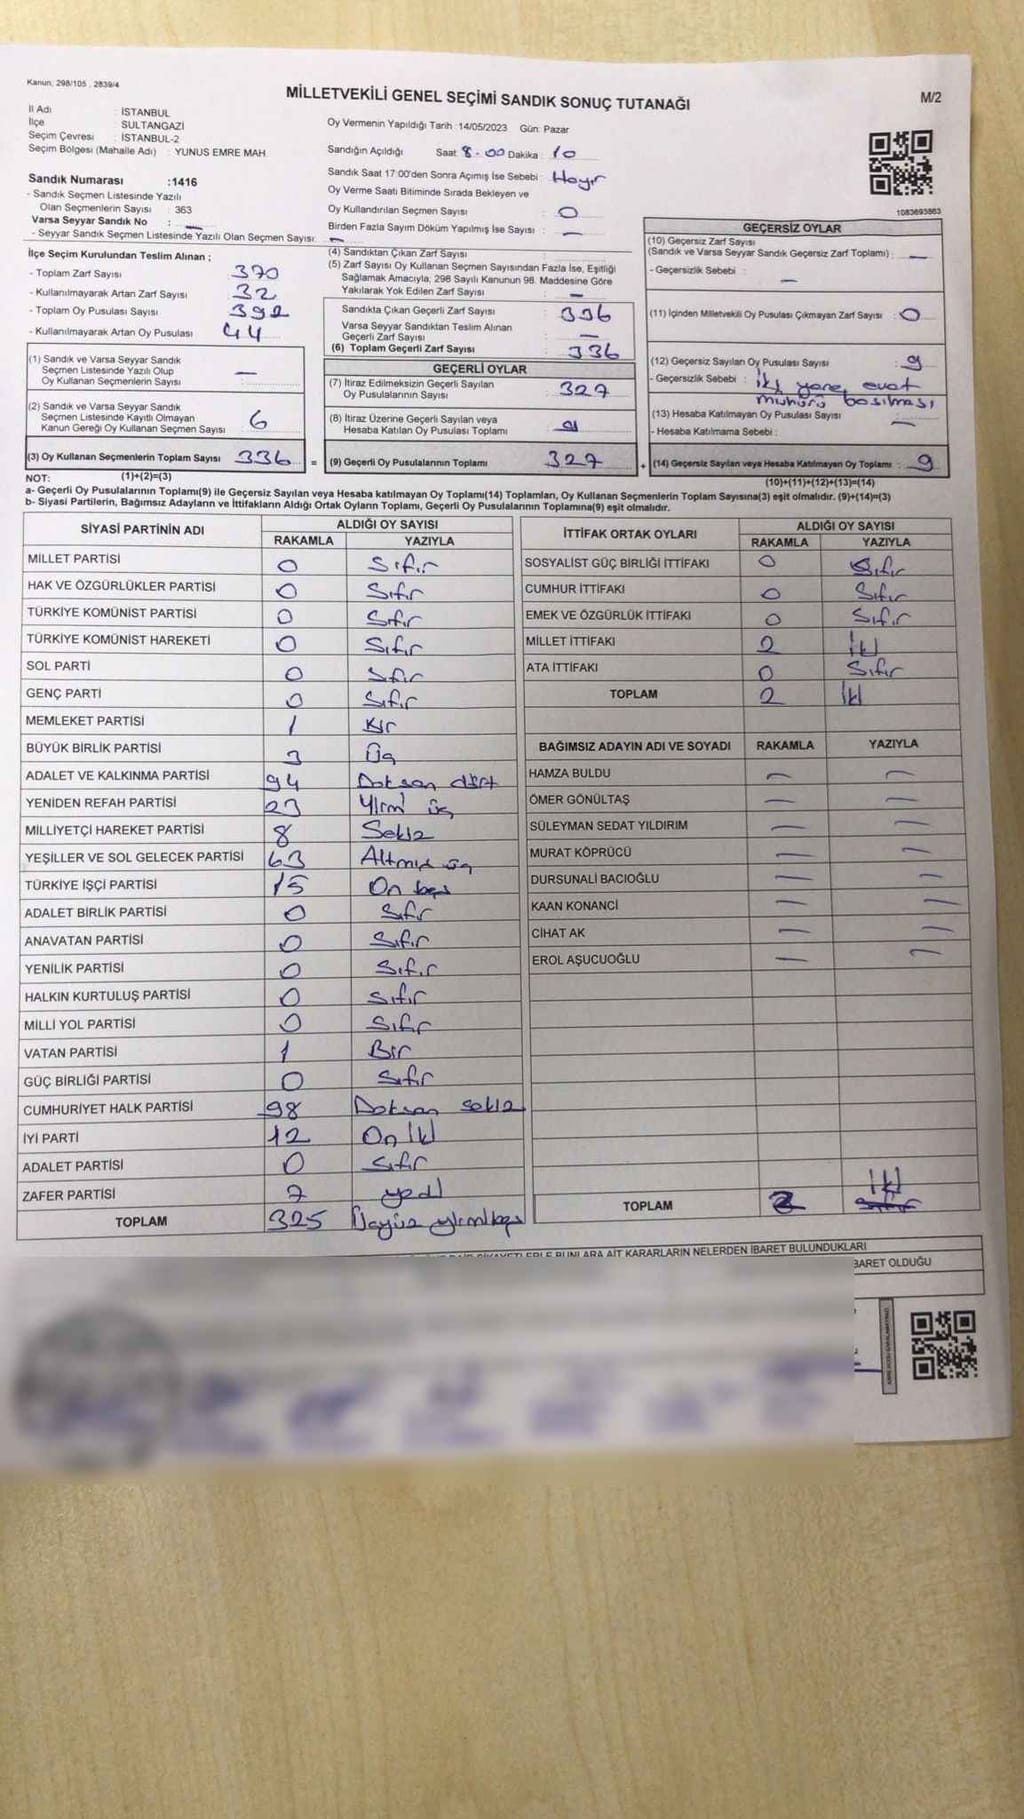 Kanun; 298/105 , 2839/4
MİLLETVEKİLİ GENEL SEÇİMİ SANDIK SONUÇ TUTANAĞI
M/2
İl Adı : İSTANBUL
İlçe : SULTANGAZİ
Seçim Çevresi : İSTANBUL-2
Seçim Bölgesi (Mahalle Adı) : YUNUS EMRE MAH.
Oy Vermenin Yapıldığı Tarih : 14/05/2023 Gün: Pazar
Sandığın Açıldığı Saat: 8.00 Dakika: 10
Sandık Saat 17:00'den Sonra Açımış İse Sebebi: Hayır
Oy Verme Saati Bitiminde Sırada Bekleyen ve
Oy Kullandırılan Seçmen Sayısı : 0
Birden Fazla Sayım Döküm Yapılmış İse Sayısı : —
1083693863
Sandık Numarası :1416
- Sandık Seçmen Listesinde Yazılı
Olan Seçmenlerin Sayısı : 363
Varsa Seyyar Sandık No : —
- Seyyar Sandık Seçmen Listesinde Yazılı Olan Seçmen Sayısı: —
İlçe Seçim Kurulundan Teslim Alınan ;
- Toplam Zarf Sayısı 370
- Kullanılmayarak Artan Zarf Sayısı 32
- Toplam Oy Pusulası Sayısı 392
- Kullanılmayarak Artan Oy Pusulası 44
(1) Sandık ve Varsa Seyyar Sandık
Seçmen Listesinde Yazılı Olup
Oy Kullanan Seçmenlerin Sayısı —
(2) Sandık ve Varsa Seyyar Sandık
Seçmen Listesinde Kayıtlı Olmayan
Kanun Gereği Oy Kullanan Seçmen Sayısı 6
(3) Oy Kullanan Seçmenlerin Toplam Sayısı 336 =
(1)+(2)=(3)
(4) Sandıktan Çıkan Zarf Sayısı :
(5) Zarf Sayısı Oy Kullanan Seçmen Sayısından Fazla İse, Eşitliği
Sağlamak Amacıyla; 298 Sayılı Kanunun 98. Maddesine Göre
Yakılarak Yok Edilen Zarf Sayısı : —
Sandıkta Çıkan Geçerli Zarf Sayısı : 336
Varsa Seyyar Sandıktan Teslim Alınan
Geçerli Zarf Sayısı : —
(6) Toplam Geçerli Zarf Sayısı : 336
GEÇERLİ OYLAR
(7) İtiraz Edilmeksizin Geçerli Sayılan
Oy Pusulalarının Sayısı : 327
(8) İtiraz Üzerine Geçerli Sayılan veya
Hesaba Katılan Oy Pusulası Toplamı :
(9) Geçerli Oy Pusulalarının Toplamı : 327 +
GEÇERSİZ OYLAR
(10) Geçersiz Zarf Sayısı
(Sandık ve Varsa Seyyar Sandık Geçersiz Zarf Toplamı) : —
- Geçersizlik Sebebi : —
(11) İçinden Milletvekili Oy Pusulası Çıkmayan Zarf Sayısı : 0
(12) Geçersiz Sayılan Oy Pusulası Sayısı : 9
- Geçersizlik Sebebi : İki yere evet
mühürü basılması
(13) Hesaba Katılmayan Oy Pusulası Sayısı : —
- Hesaba Katılmama Sebebi :
(14) Geçersiz Sayılan veya Hesaba Katılmayan Oy Toplamı : 9
(10)+(11)+(12)+(13)=(14)
NOT:
a- Geçerli Oy Pusulalarının Toplamı(9) ile Geçersiz Sayılan veya Hesaba katılmayan Oy Toplamı(14) Toplamları, Oy Kullanan Seçmenlerin Toplam Sayısına(3) eşit olmalıdır. (9)+(14)=(3)
b- Siyasi Partilerin, Bağımsız Adayların ve İttifakların Aldığı Ortak Oyların Toplamı, Geçerli Oy Pusulalarının Toplamına(9) eşit olmalıdır.
SİYASİ PARTİNİN ADI ALDIĞI OY SAYISI
RAKAMLA YAZIYLA
MİLLET PARTİSİ 0 Sıfır
HAK VE ÖZGÜRLÜKLER PARTİSİ 0 Sıfır
TÜRKİYE KOMÜNİST PARTİSİ 0 Sıfır
TÜRKİYE KOMÜNİST HAREKETİ 0 Sıfır
SOL PARTİ 0 Sıfır
GENÇ PARTİ 0 Sıfır
MEMLEKET PARTİSİ 1 Bir
BÜYÜK BİRLİK PARTİSİ 3 Üç
ADALET VE KALKINMA PARTİSİ 94 Doksan dört
YENİDEN REFAH PARTİSİ 23 Yirmi üç
MİLLİYETÇİ HAREKET PARTİSİ 8 Sekiz
YEŞİLLER VE SOL GELECEK PARTİSİ 63 Altmış üç
TÜRKİYE İŞÇİ PARTİSİ 15 On beş
ADALET BİRLİK PARTİSİ 0 Sıfır
ANAVATAN PARTİSİ 0 Sıfır
YENİLİK PARTİSİ 0 Sıfır
HALKIN KURTULUŞ PARTİSİ 0 Sıfır
MİLLİ YOL PARTİSİ 0 Sıfır
VATAN PARTİSİ 1 Bir
GÜÇ BİRLİĞİ PARTİSİ 0 Sıfır
CUMHURİYET HALK PARTİSİ 98 Doksan sekiz
İYİ PARTİ 12 On İki
ADALET PARTİSİ 0 Sıfır
ZAFER PARTİSİ 7 yedi
TOPLAM 325 Üçyüz yirmibeş
İTTİFAK ORTAK OYLARI ALDIĞI OY SAYISI
RAKAMLA YAZIYLA
SOSYALİST GÜÇ BİRLİĞİ İTTİFAKI 0 Sıfır
CUMHUR İTTİFAKI 0 Sıfır
EMEK VE ÖZGÜRLÜK İTTİFAKI 0 Sıfır
MİLLET İTTİFAKI 2 İki
ATA İTTİFAKI 0 Sıfır
TOPLAM 2 İki
BAĞIMSIZ ADAYIN ADI VE SOYADI RAKAMLA YAZIYLA
HAMZA BULDU — —
ÖMER GÖNÜLTAŞ — —
SÜLEYMAN SEDAT YILDIRIM — —
MURAT KÖPRÜCÜ — —
DURSUNALİ BACIOĞLU — —
KAAN KONANCİ — —
CİHAT AK — —
EROL AŞUCUOĞLU — —
TOPLAM 2 İki
BUNLARA AİT KARARLARIN NELERDEN İBARET BULUNDUKLARI
BARET OLDUĞU